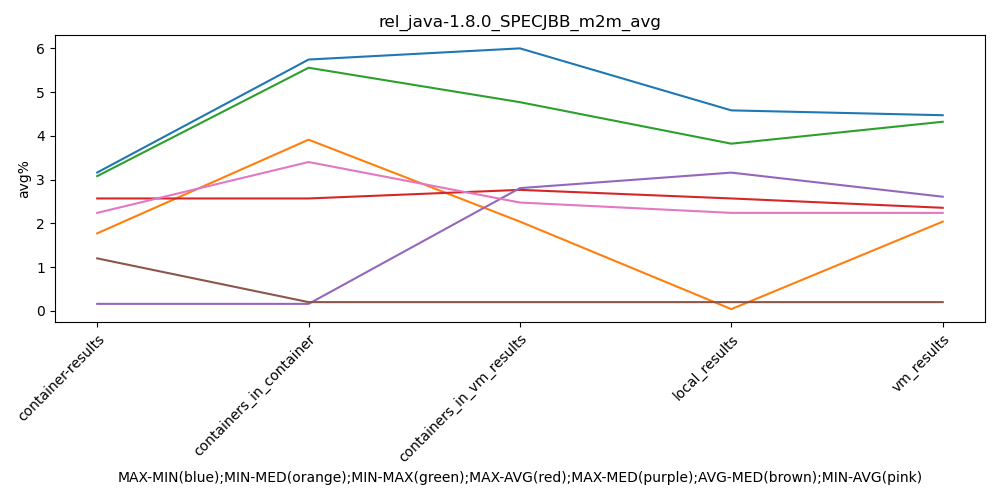 rel_java-1.8.0_SPECJBB_m2m_avg
avg%
6
5
4
3
2
1
0
container-results
containers_in_container
containers_in_vm_results
local_results
vm_results
MAX-MIN(blue);MIN-MED(orange);MIN-MAX(green);MAX-AVG(red);MAX-MED(purple);AVG-MED(brown);MIN-AVG(pink)